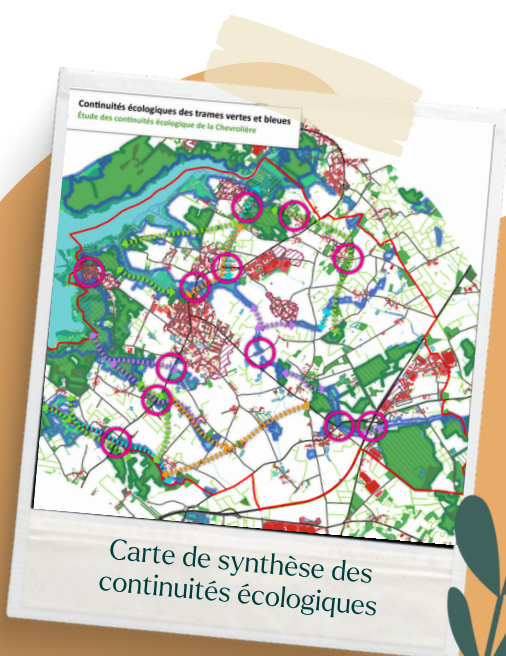 Continuités écologiques des trames vertes et bleues
Étude des continuités écologique de la Chevrolière
Carte de synthèse des
continuités écologiques